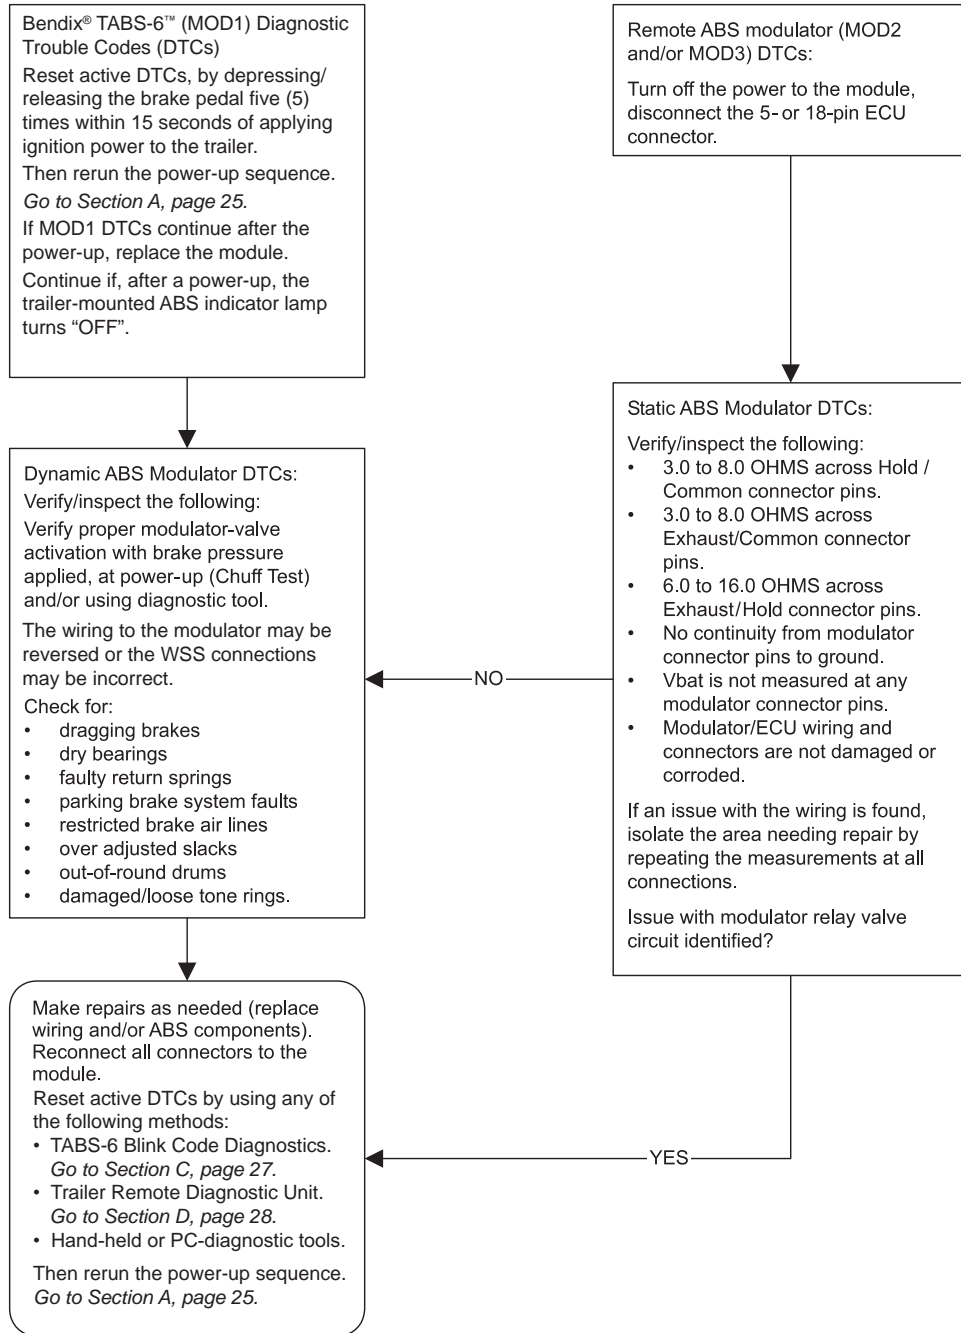 Bendix® TABS-6™ (MOD1) Diagnostic
Trouble Codes (DTCs)
Reset active DTCs, by depressing/
releasing the brake pedal five (5)
times within 15 seconds of applying
ignition power to the trailer.
Then rerun the power-up sequence.
Go to Section A, page 25.
If MOD1 DTCs continue after the
power-up, replace the module.
Continue if, after a power-up, the
trailer-mounted ABS indicator lamp
turns “OFF”.
Remote ABS modulator (MOD2
and/or MOD3) DTCs:
Turn off the power to the module,
disconnect the 5- or 18-pin ECU
connector.
Static ABS Modulator DTCs:
Verify/inspect the following:
• 3.0 to 8.0 OHMS across Hold /
Common connector pins.
• 3.0 to 8.0 OHMS across
Exhaust/Common connector
pins.
• 6.0 to 16.0 OHMS across
Exhaust/Hold connector pins.
• No continuity from modulator
connector pins to ground.
• Vbat is not measured at any
modulator connector pins.
• Modulator/ECU wiring and
connectors are not damaged or
corroded.
If an issue with the wiring is found,
isolate the area needing repair by
repeating the measurements at all
connections.
Issue with modulator relay valve
circuit identified?
NO
Dynamic ABS Modulator DTCs:
Verify/inspect the following:
Verify proper modulator-valve
activation with brake pressure
applied, at power-up (Chuff Test)
and/or using diagnostic tool.
The wiring to the modulator may be
reversed or the WSS connections
may be incorrect.
Check for:
• dragging brakes
• dry bearings
• faulty return springs
• parking brake system faults
• restricted brake air lines
• over adjusted slacks
• out-of-round drums
• damaged/loose tone rings.
YES
Make repairs as needed (replace
wiring and/or ABS components).
Reconnect all connectors to the
module.
Reset active DTCs by using any of
the following methods:
• TABS-6 Blink Code Diagnostics.
Go to Section C, page 27.
• Trailer Remote Diagnostic Unit.
Go to Section D, page 28.
• Hand-held or PC-diagnostic tools.
Then rerun the power-up sequence.
Go to Section A, page 25.